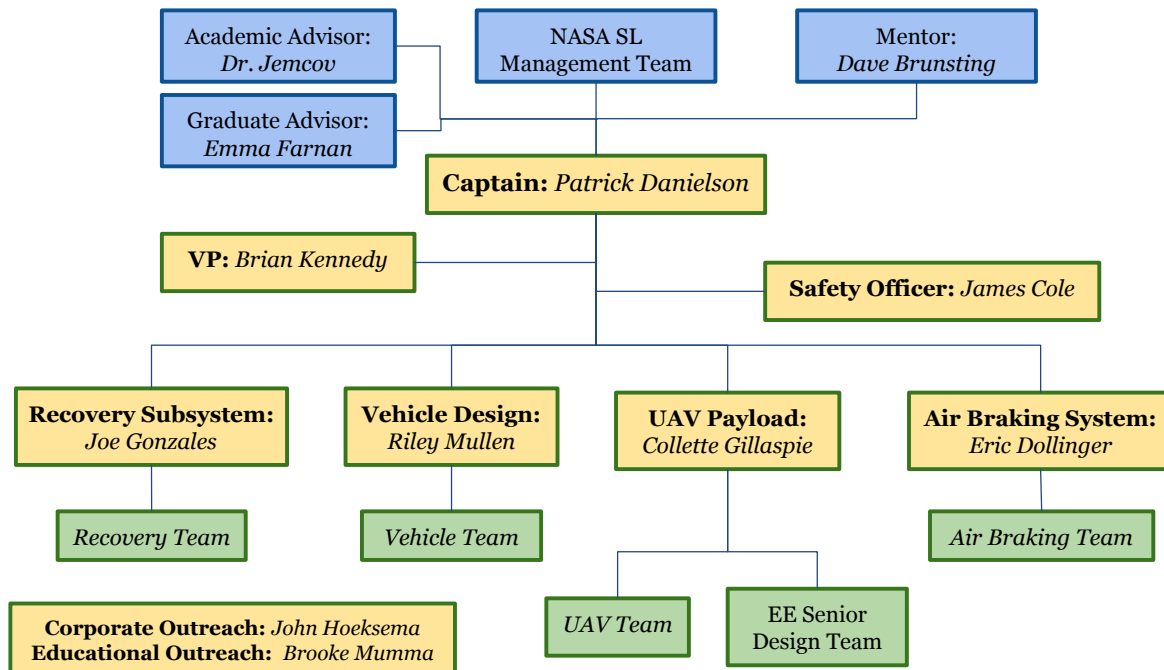 Academic Advisor:
Dr. Jemcov
NASA SL
Management Team
Mentor:
Dave Brunsting
Graduate Advisor:
Emma Farnan
Captain: Patrick Danielson
VP: Brian Kennedy
Safety Officer: James Cole
Recovery Subsystem:
Joe Gonzales
Vehicle Design:
Riley Mullen
UAV Payload:
Collette Gillaspie
Air Braking System:
Eric Dollinger
Recovery Team
Vehicle Team
Air Braking Team
UAV Team
EE Senior
Design Team
Corporate Outreach: John Hoeksema
Educational Outreach: Brooke Mumma